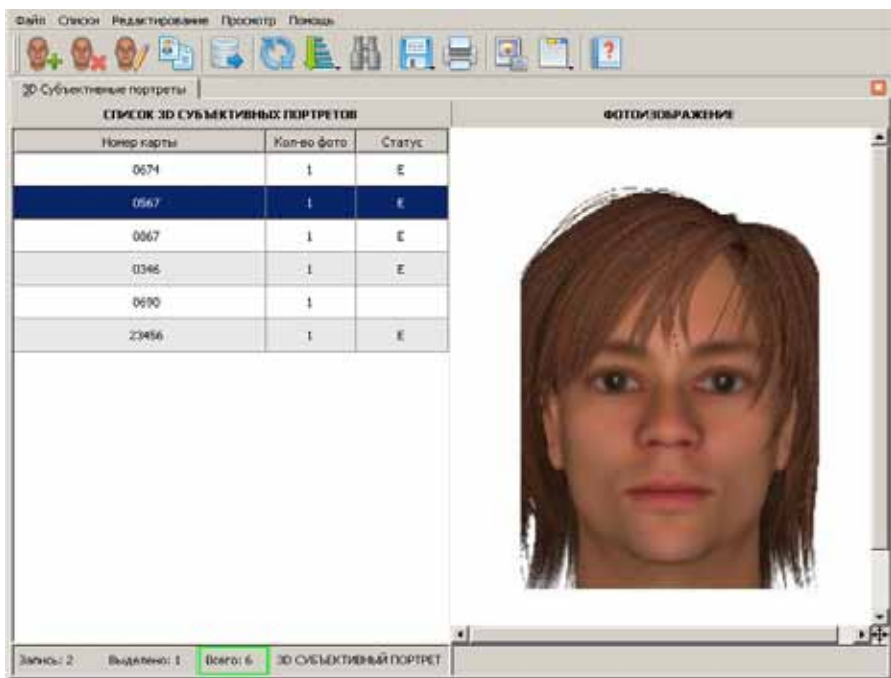 Файл Списки Редактирование Просмотр Помощь
3D Субъективные портреты
СПИСОК 3D СУБЪЕКТИВНЫХ ПОРТРЕТОВ
ФОТОИЗОБРАЖЕНИЕ
Номер карты Кол-во фото Статус
0674 1 E
0567 1 E
0867 1 E
0346 1 E
0690 1
23456 1 E
Запись: 2 Выделено: 1 Всего: 6 3D СУБЪЕКТИВНЫЙ ПОРТРЕТ